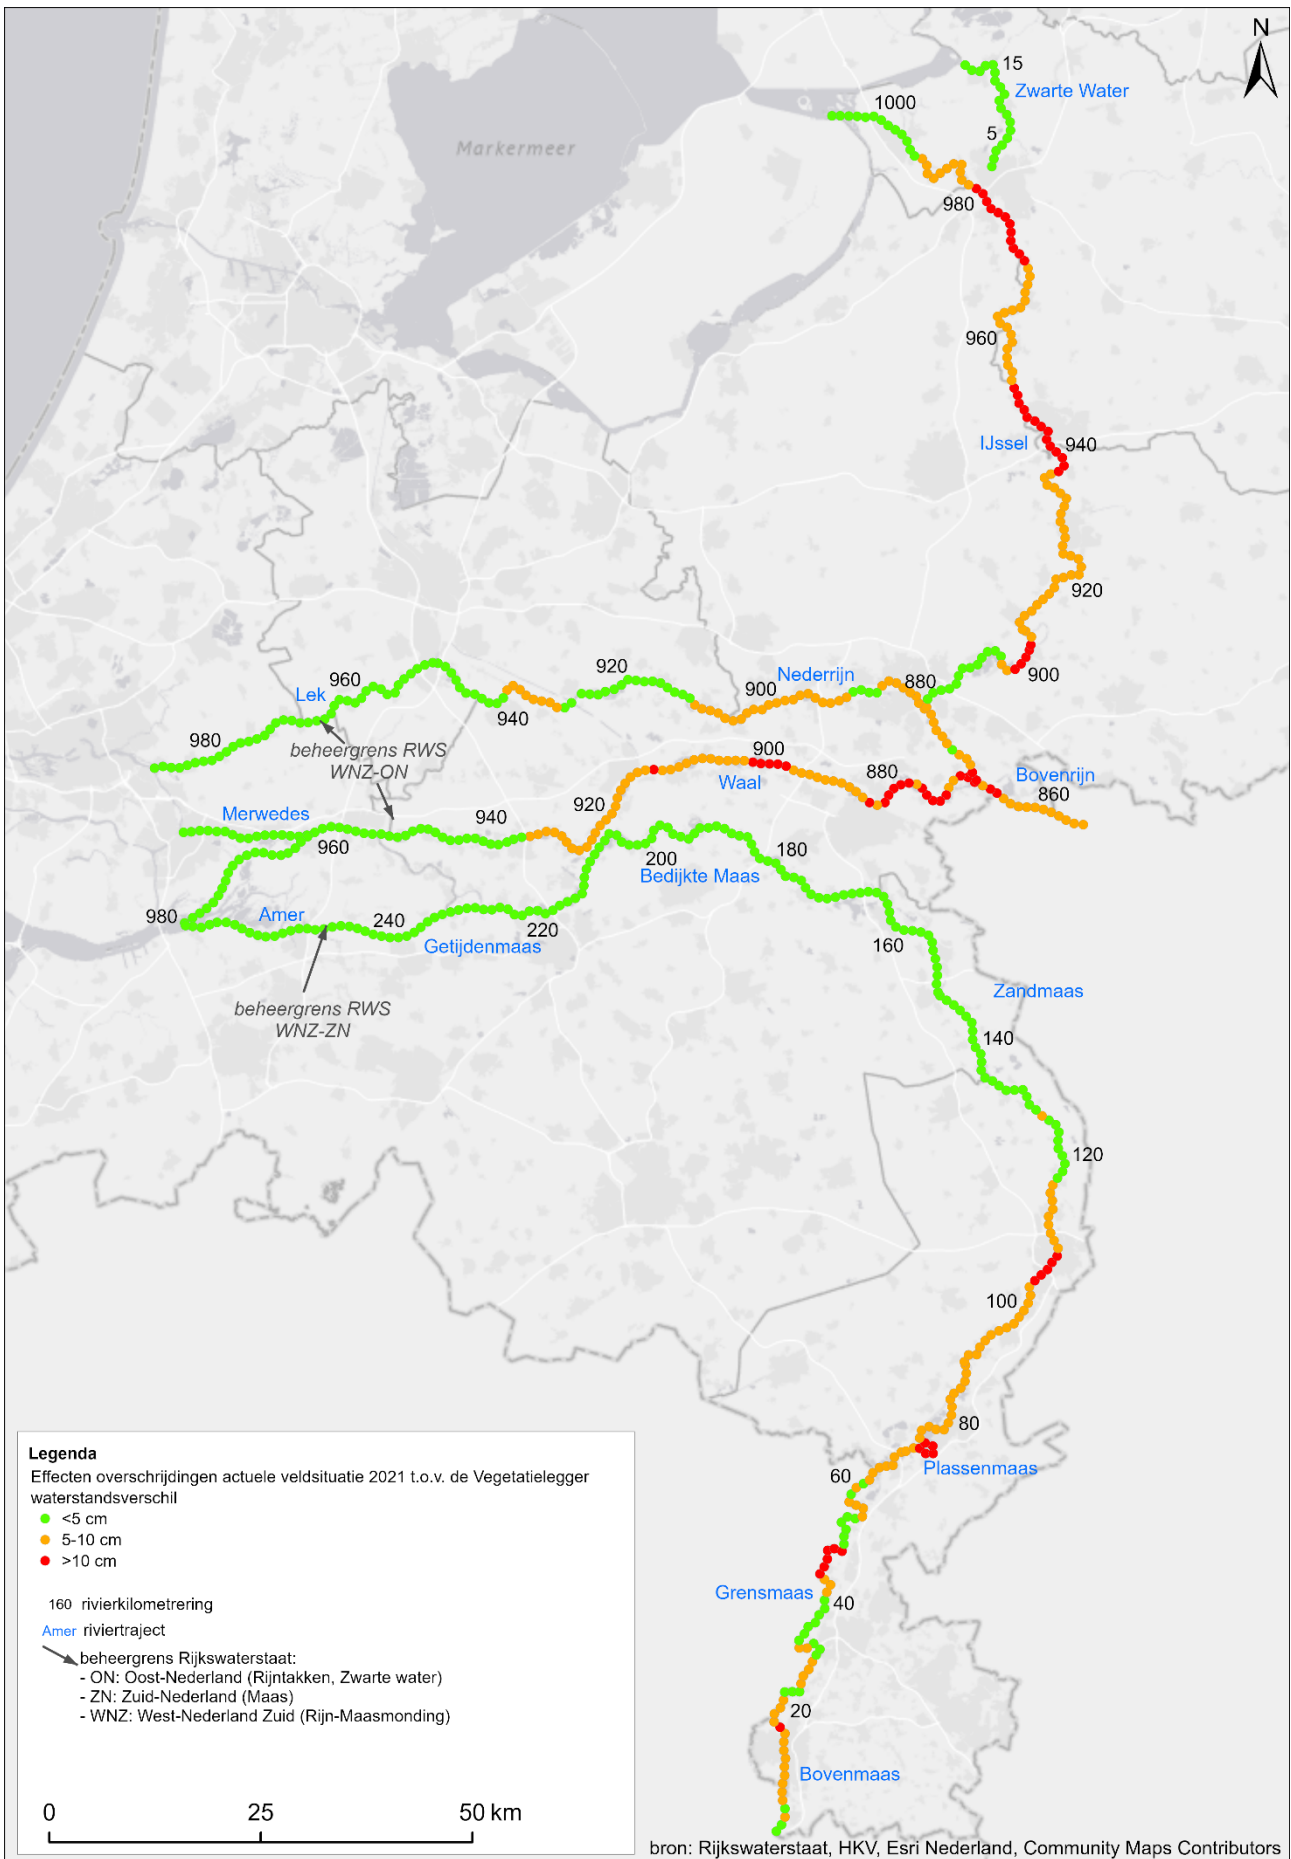 N
15
Zwarte Water
1000
5
Markermeer
980
960
IJssel
940
920
900
920
Nederrijn
880
960
900
Lek
940
980
beheergrens RWS
WNZ-ON
900
Waal
880
Bovenrijn
860
Merwedes
940
920
960
200
180
Bedijkte Maas
980
Amer
240
220
Getijdenmaas
160
Zandmaas
beheergrens RWS
WNZ-ZN
140
120
100
80
Plassenmaas
60
Grensmaas
40
20
Bovenmaas
Legenda
Effecten overschrijdingen actuele veldsituatie 2021 t.o.v. de Vegetatielegger
waterstandsverschil
<5 cm
5-10 cm
>10 cm
160 rivierkilometrering
Amer riviertraject
beheergrens Rijkswaterstaat:
- ON: Oost-Nederland (Rijntakken, Zwarte water)
- ZN: Zuid-Nederland (Maas)
- WNZ: West-Nederland Zuid (Rijn-Maasmonding)
0 25 50 km
bron: Rijkswaterstaat, HKV, Esri Nederland, Community Maps Contributors